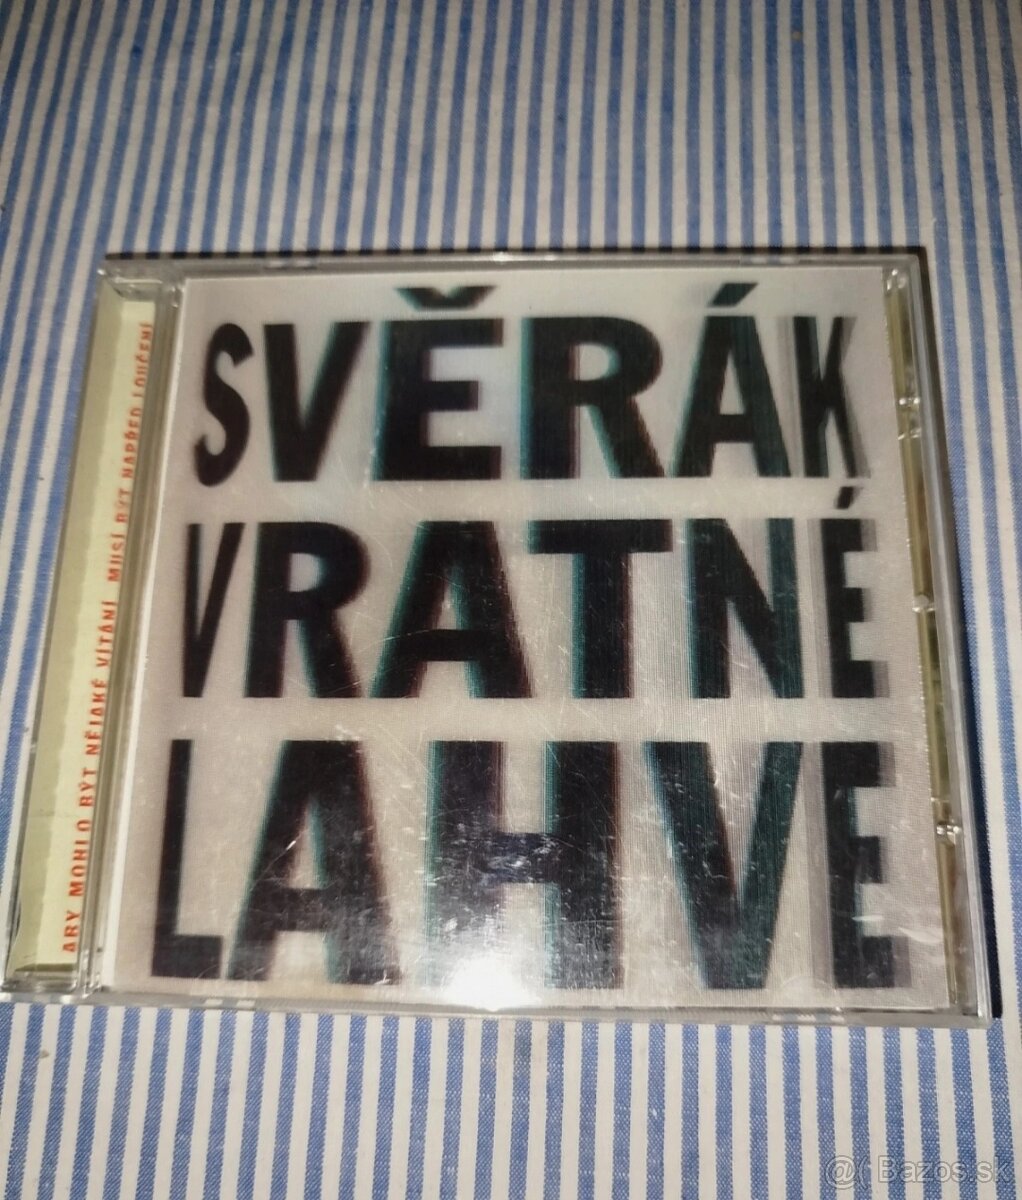 SVĚRÁK
VRATNÉ
LAHVE
ABY MOHLO BÝT NĚJAKÉ VÍTÁNÍ MUSÍ BÝT NAPŘED LOUČENÍ
@( Bazos.sk